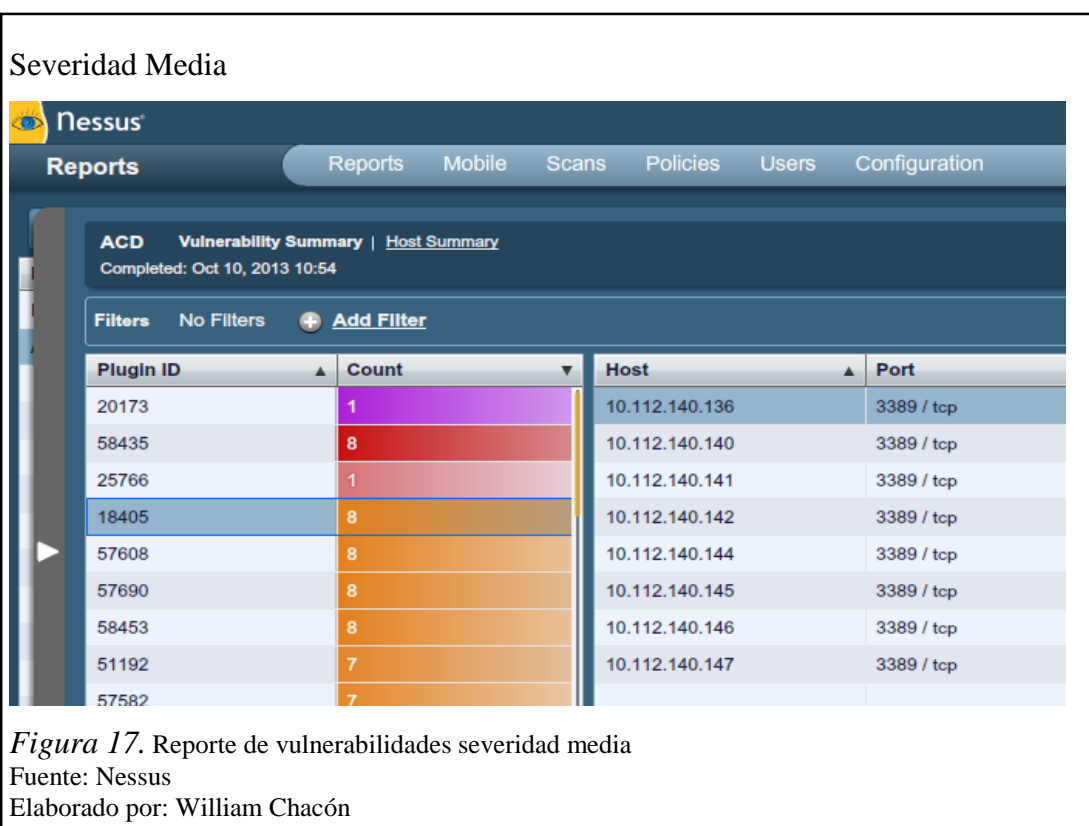 Severidad Media
nessus
Reports
Reports Mobile Scans Policies Users Configuration
ACD Vulnerability Summary | Host Summary
Completed: Oct 10, 2013 10:54
Filters No Filters Add Filter
Plugin ID Count Host Port
20173 1 10.112.140.136 3389 / tcp
58435 8 10.112.140.140 3389 / tcp
25766 1 10.112.140.141 3389 / tcp
18405 8 10.112.140.142 3389 / tcp
57608 8 10.112.140.144 3389 / tcp
57690 8 10.112.140.145 3389 / tcp
58453 8 10.112.140.146 3389 / tcp
51192 7 10.112.140.147 3389 / tcp
57582 7
Figura 17. Reporte de vulnerabilidades severidad media
Fuente: Nessus
Elaborado por: William Chacón